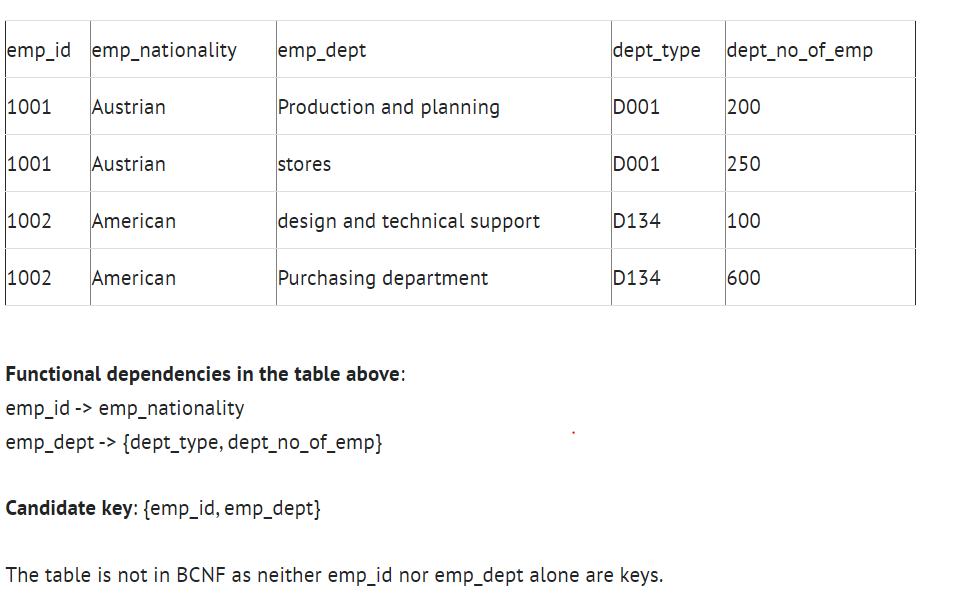 emp_id emp_nationality emp_dept dept_type dept_no_of_emp
1001 Austrian Production and planning D001 200
1001 Austrian stores D001 250
1002 American design and technical support D134 100
1002 American Purchasing department D134 600
Functional dependencies in the table above:
emp_id -> emp_nationality
emp_dept -> {dept_type, dept_no_of_emp}
Candidate key: {emp_id, emp_dept}
The table is not in BCNF as neither emp_id nor emp_dept alone are keys.